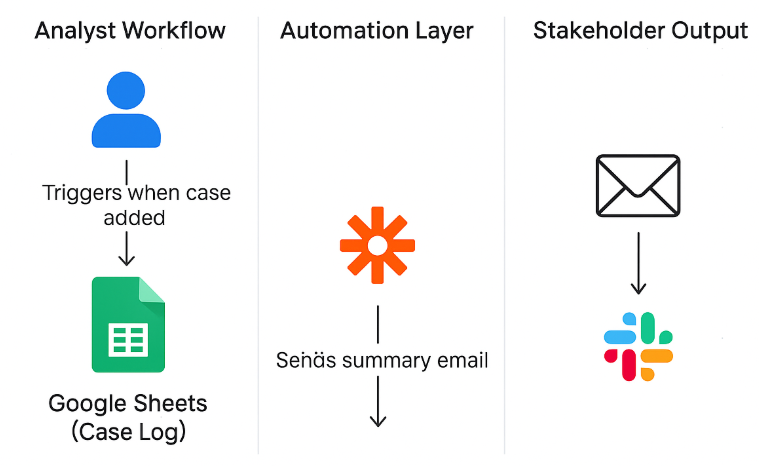 Analyst Workflow
Automation Layer
Stakeholder Output
Triggers when case
added
Sehäs summary email
Google Sheets
(Case Log)